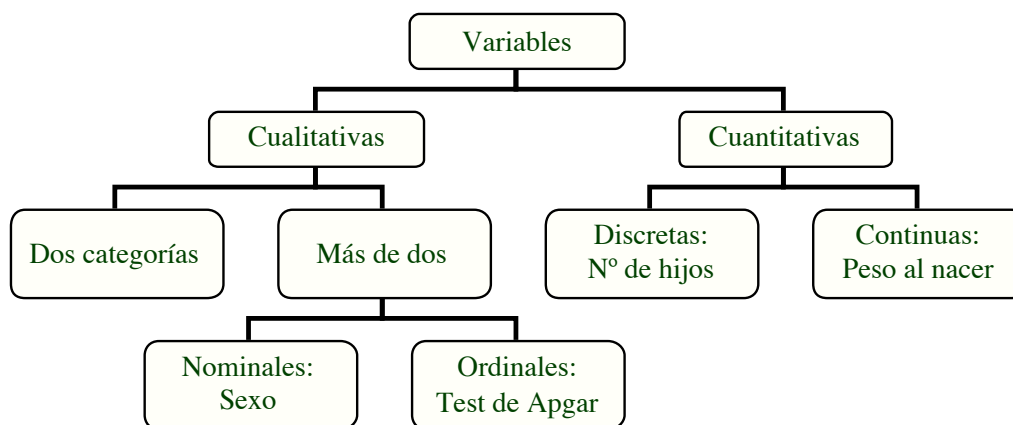 Variables
Cualitativas
Cuantitativas
Dos categorías
Más de dos
Discretas:
Nº de hijos
Continuas:
Peso al nacer
Nominales:
Sexo
Ordinales:
Test de Apgar